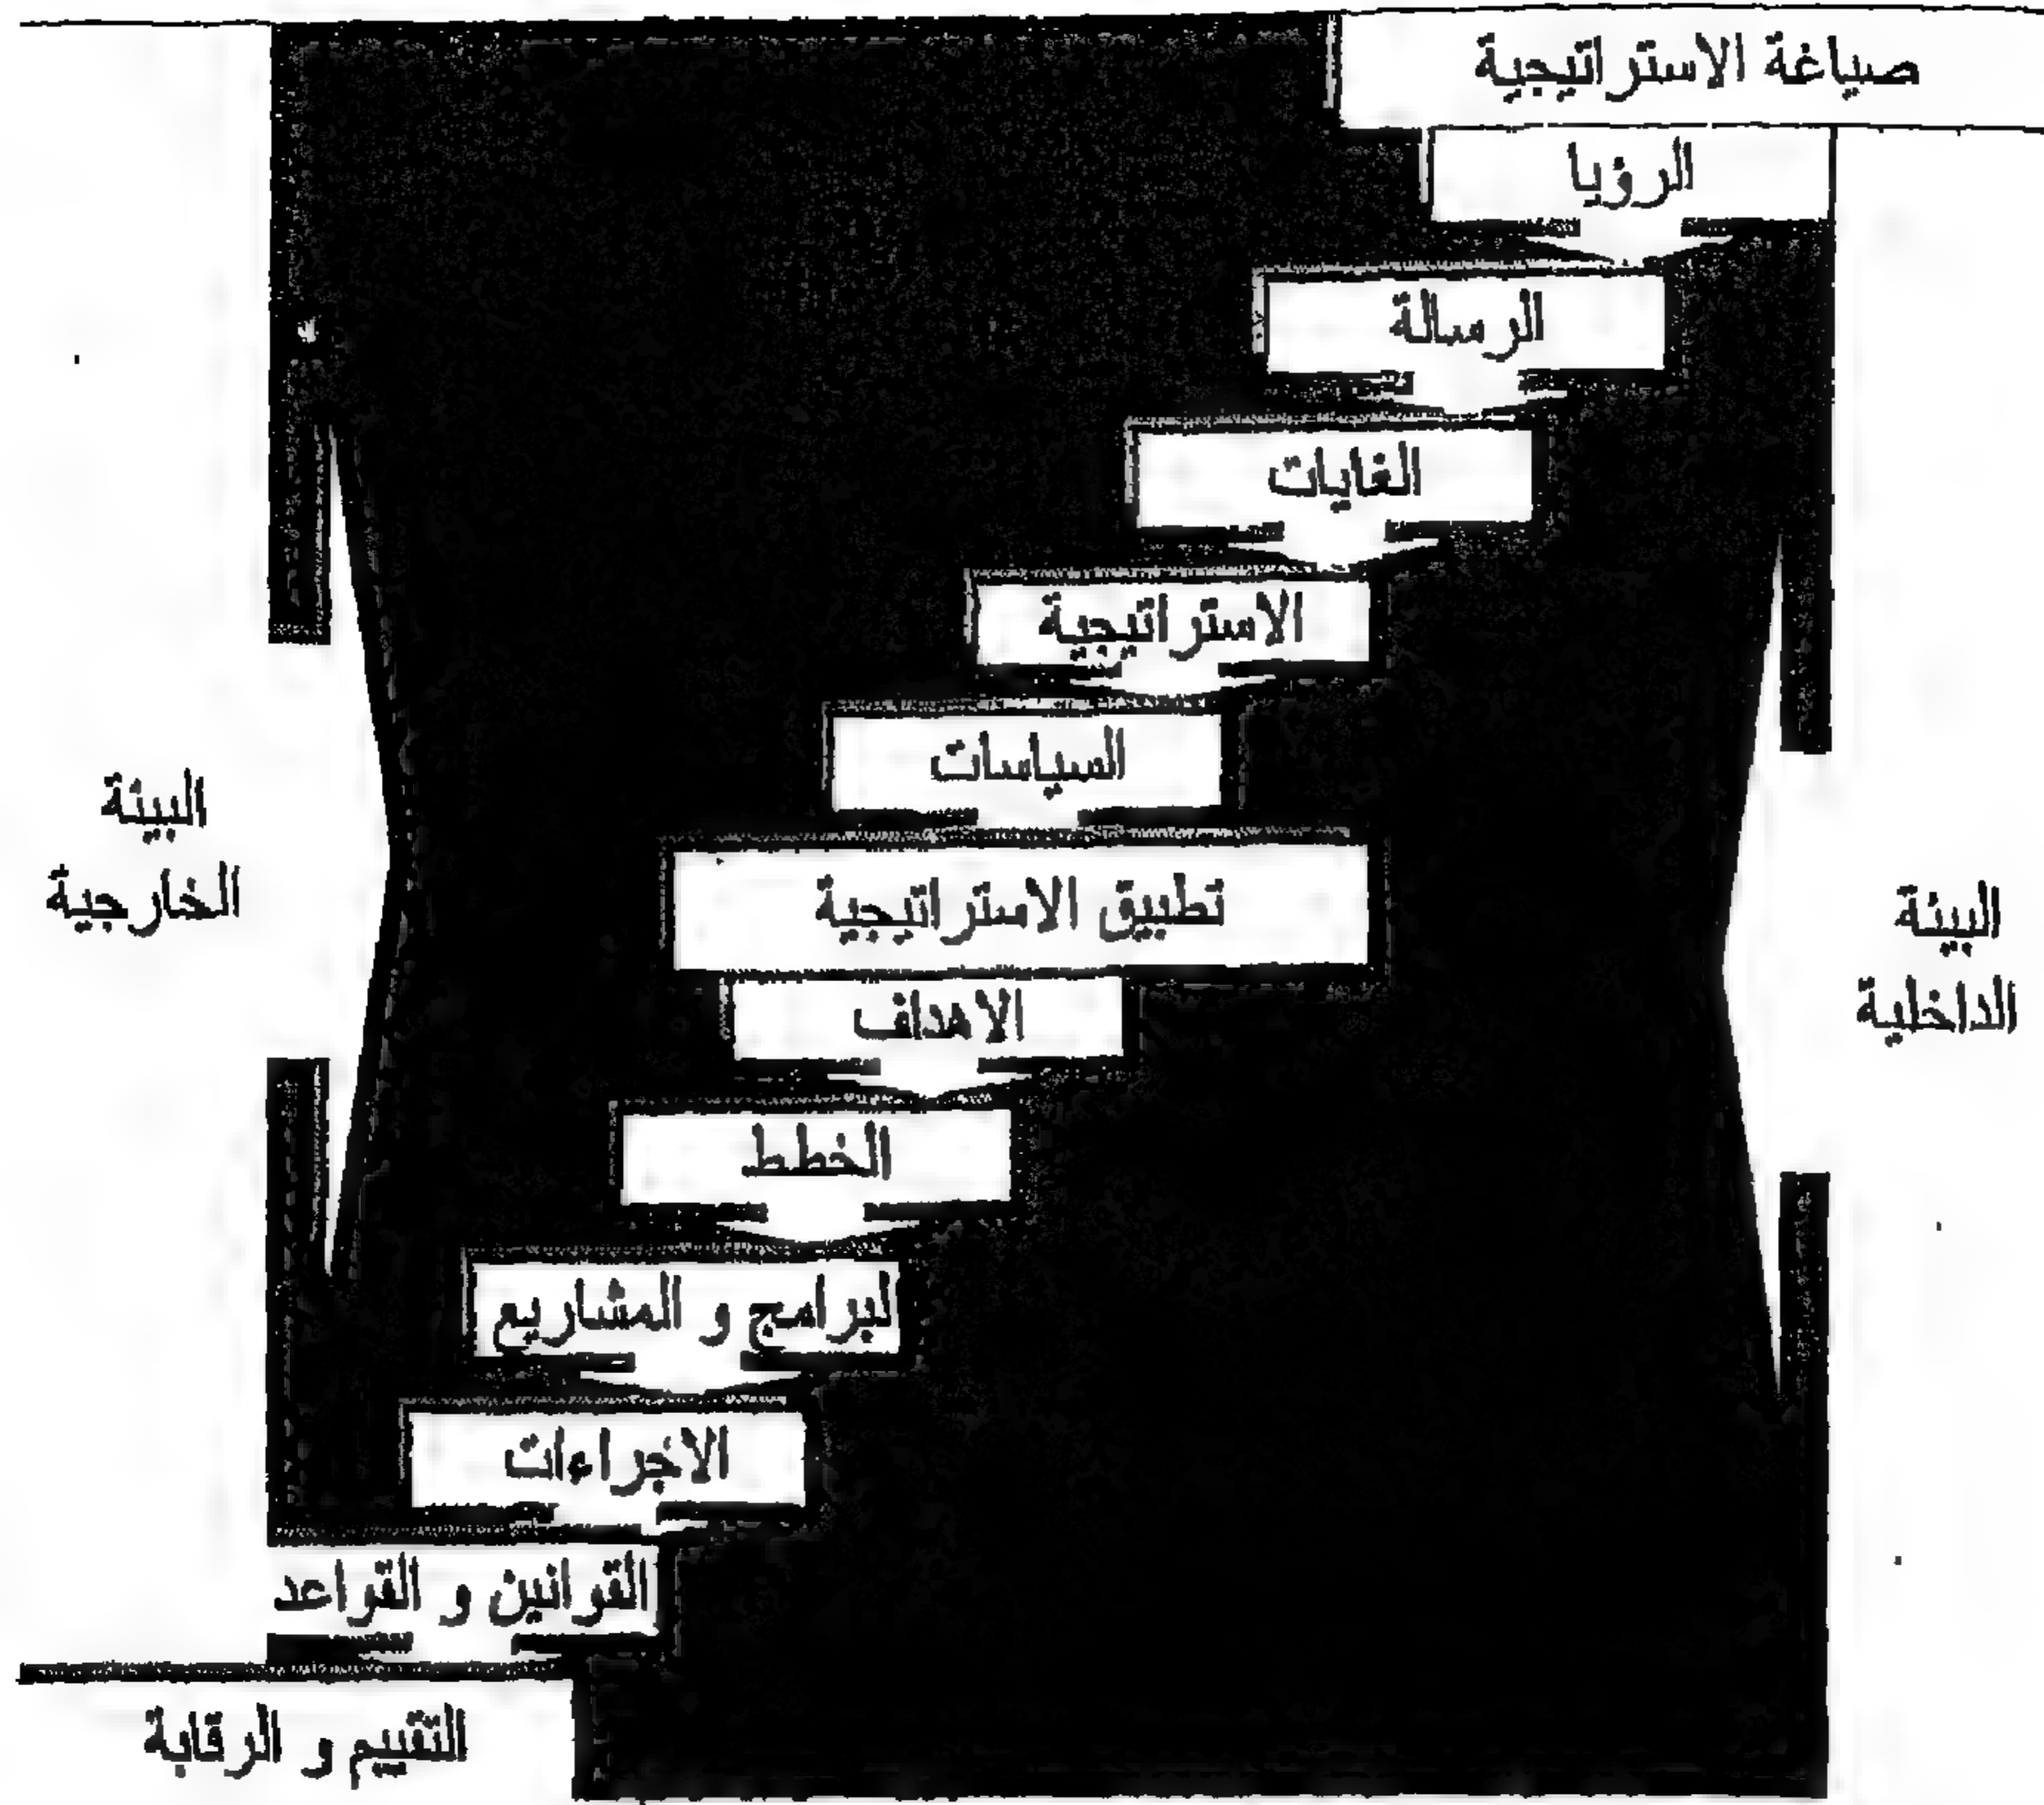 صياغة الاستراتيجية
الرؤيا
الرسالة
الغايات
الاستراتيجية
السياسات
البيئة
الخارجية
تطبيق الاستراتيجية
البيئة
الداخلية
الاهداف
الخطط
لبرامج و المشاريع
الاجراءات
القوانين و القراعد
التقييم و الرقابة